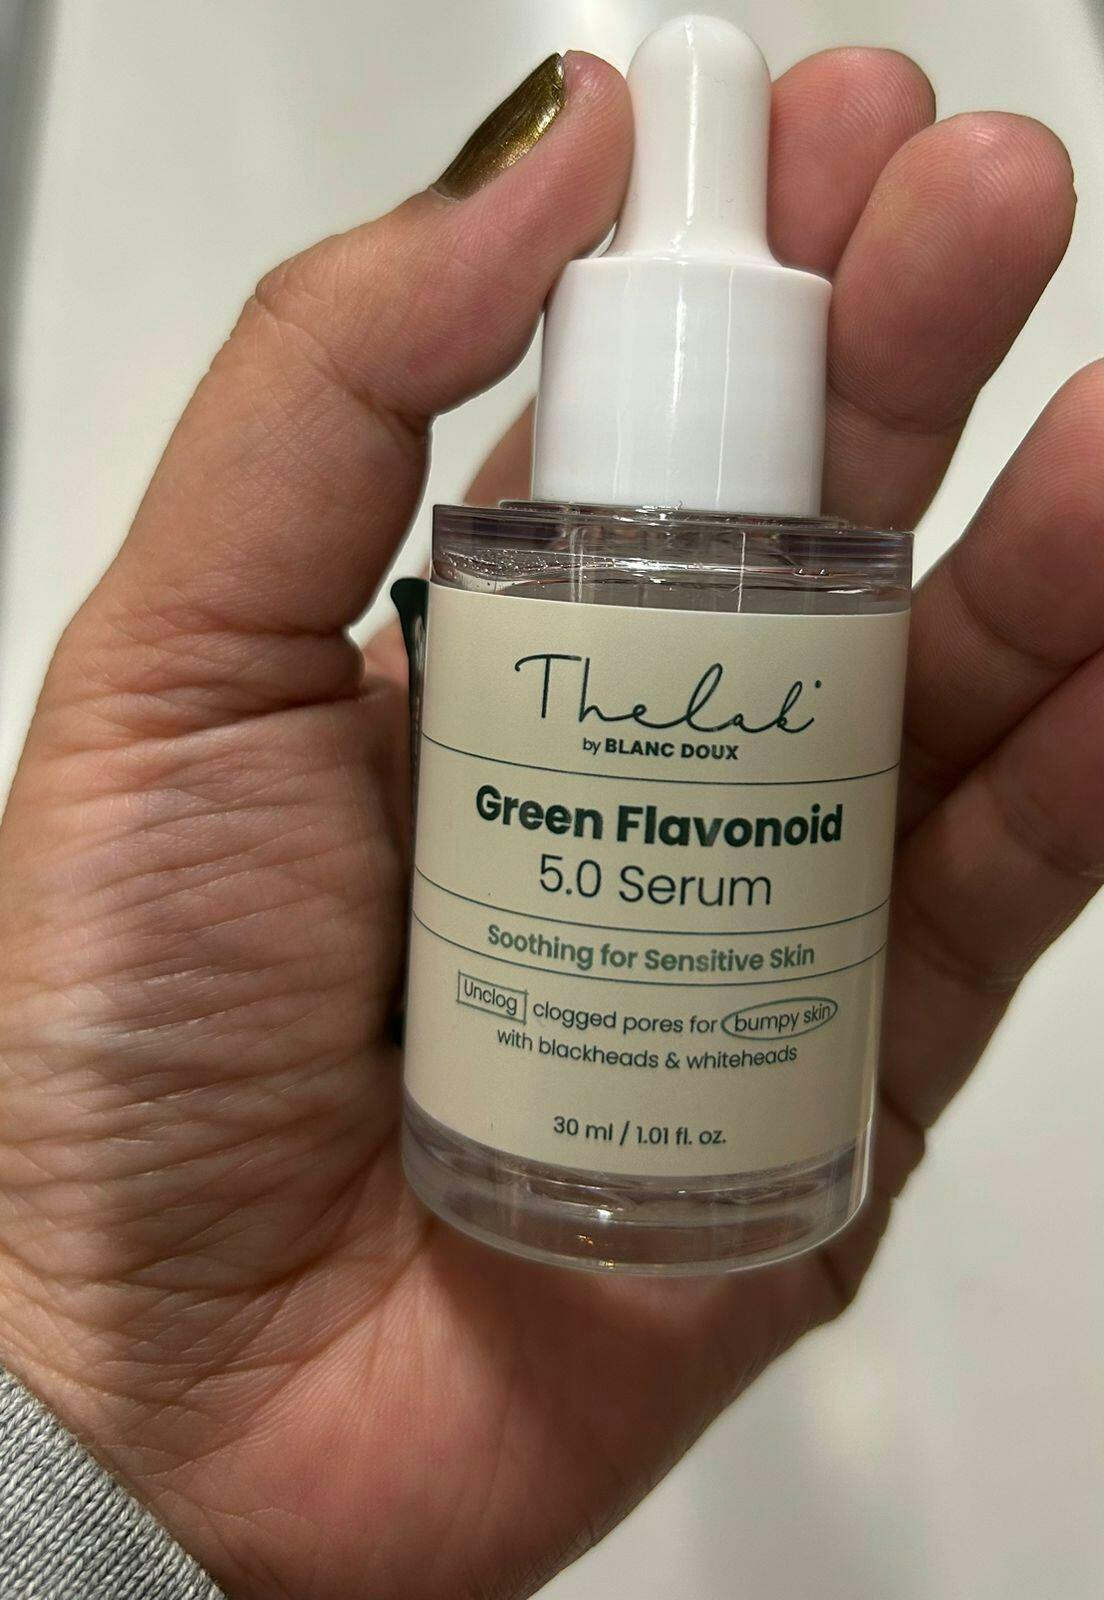 Thelab
by BLANC DOUX
Green Flavonoid
5.0 Serum
Soothing for Sensitive Skin
Unclog clogged pores for bumpy skin
with blackheads & whiteheads
30 ml / 1.01 fl. oz.